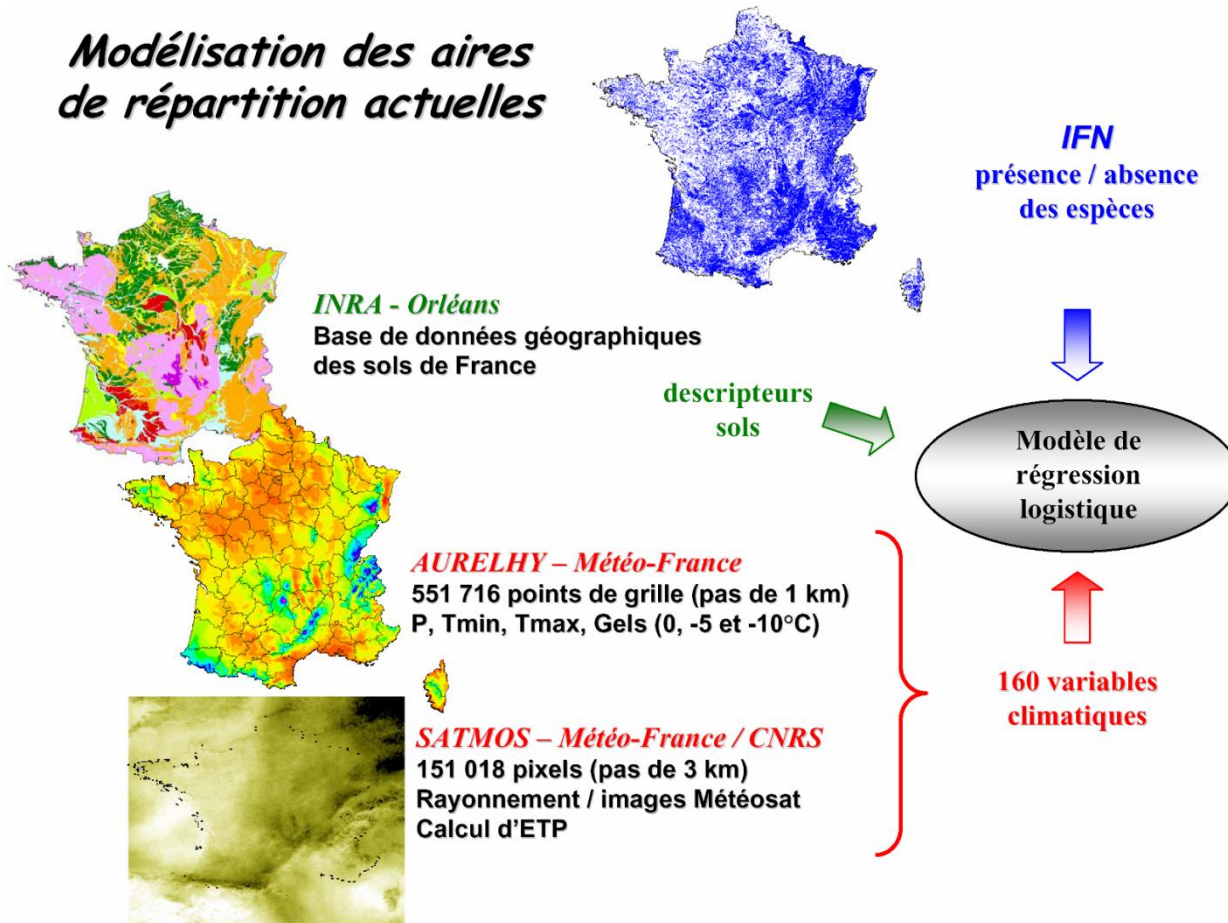 Modélisation des aires
de répartition actuelles
IFN
présence / absence
des espèces
INRA - Orléans
Base de données géographiques
des sols de France
descripteurs
sols
Modèle de
régression
logistique
AURELHY – Météo-France
551 716 points de grille (pas de 1 km)
P, Tmin, Tmax, Gels (0, -5 et -10°C)
160 variables
climatiques
SATMOS – Météo-France / CNRS
151 018 pixels (pas de 3 km)
Rayonnement / images Météosat
Calcul d'ETP